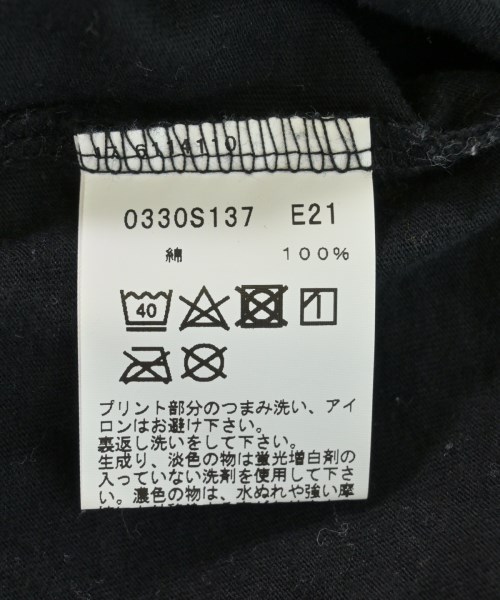 0330S137 E21
綿 100%
40
プリント部分のつまみ洗い、アイ
ロンはお避け下さい。
裏返し洗いをして下さい。
生成り、淡色の物は蛍光増白剤の
入っていない洗剤を使用して下さ
い。濃色の物は、水ぬれや強い摩